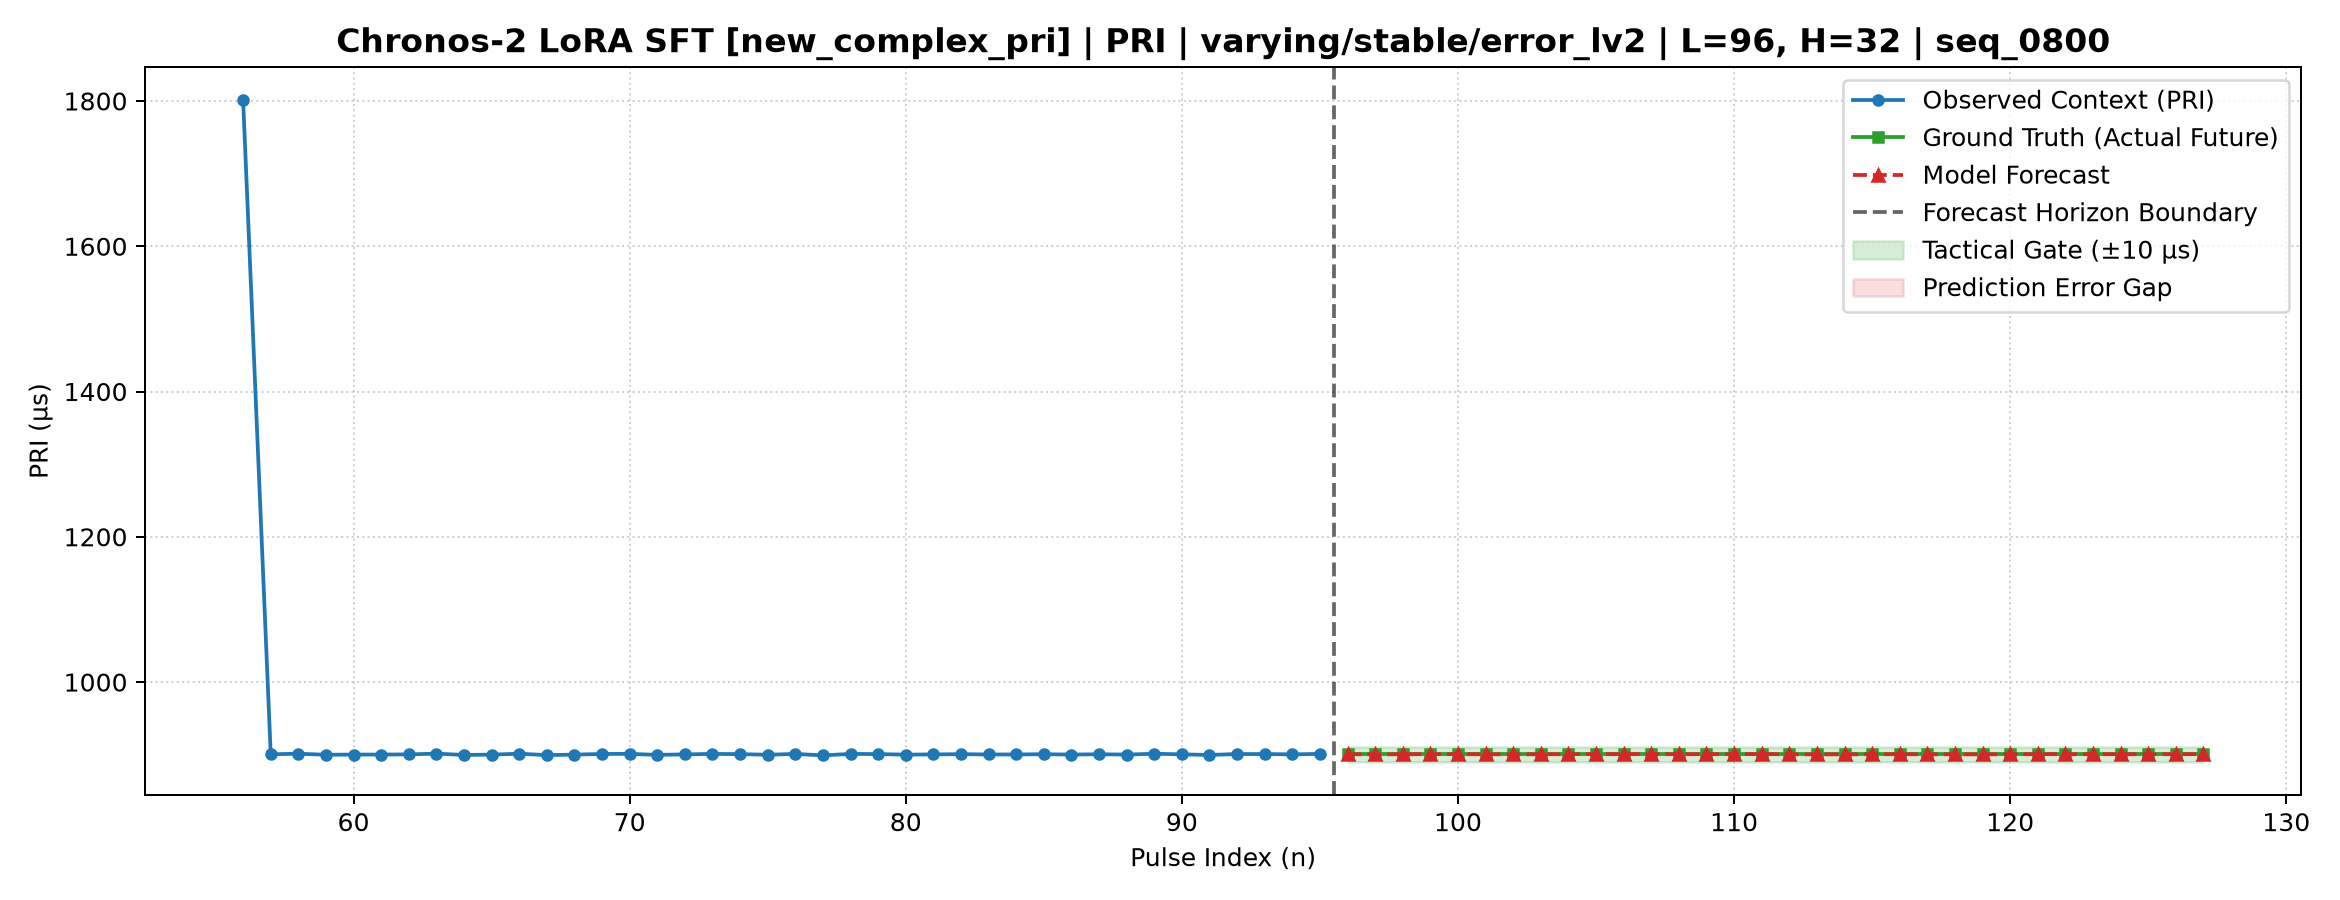 Chronos-2 LoRA SFT [new_complex_pri] | PRI | varying/stable/error_lv2 | L=96, H=32 | seq_0800
Observed Context (PRI)
Ground Truth (Actual Future)
Model Forecast
Forecast Horizon Boundary
Tactical Gate (±10 μs)
Prediction Error Gap
PRI (μs)
1800
1600
1400
1200
1000
60 70 80 90 100 110 120 130
Pulse Index (n)